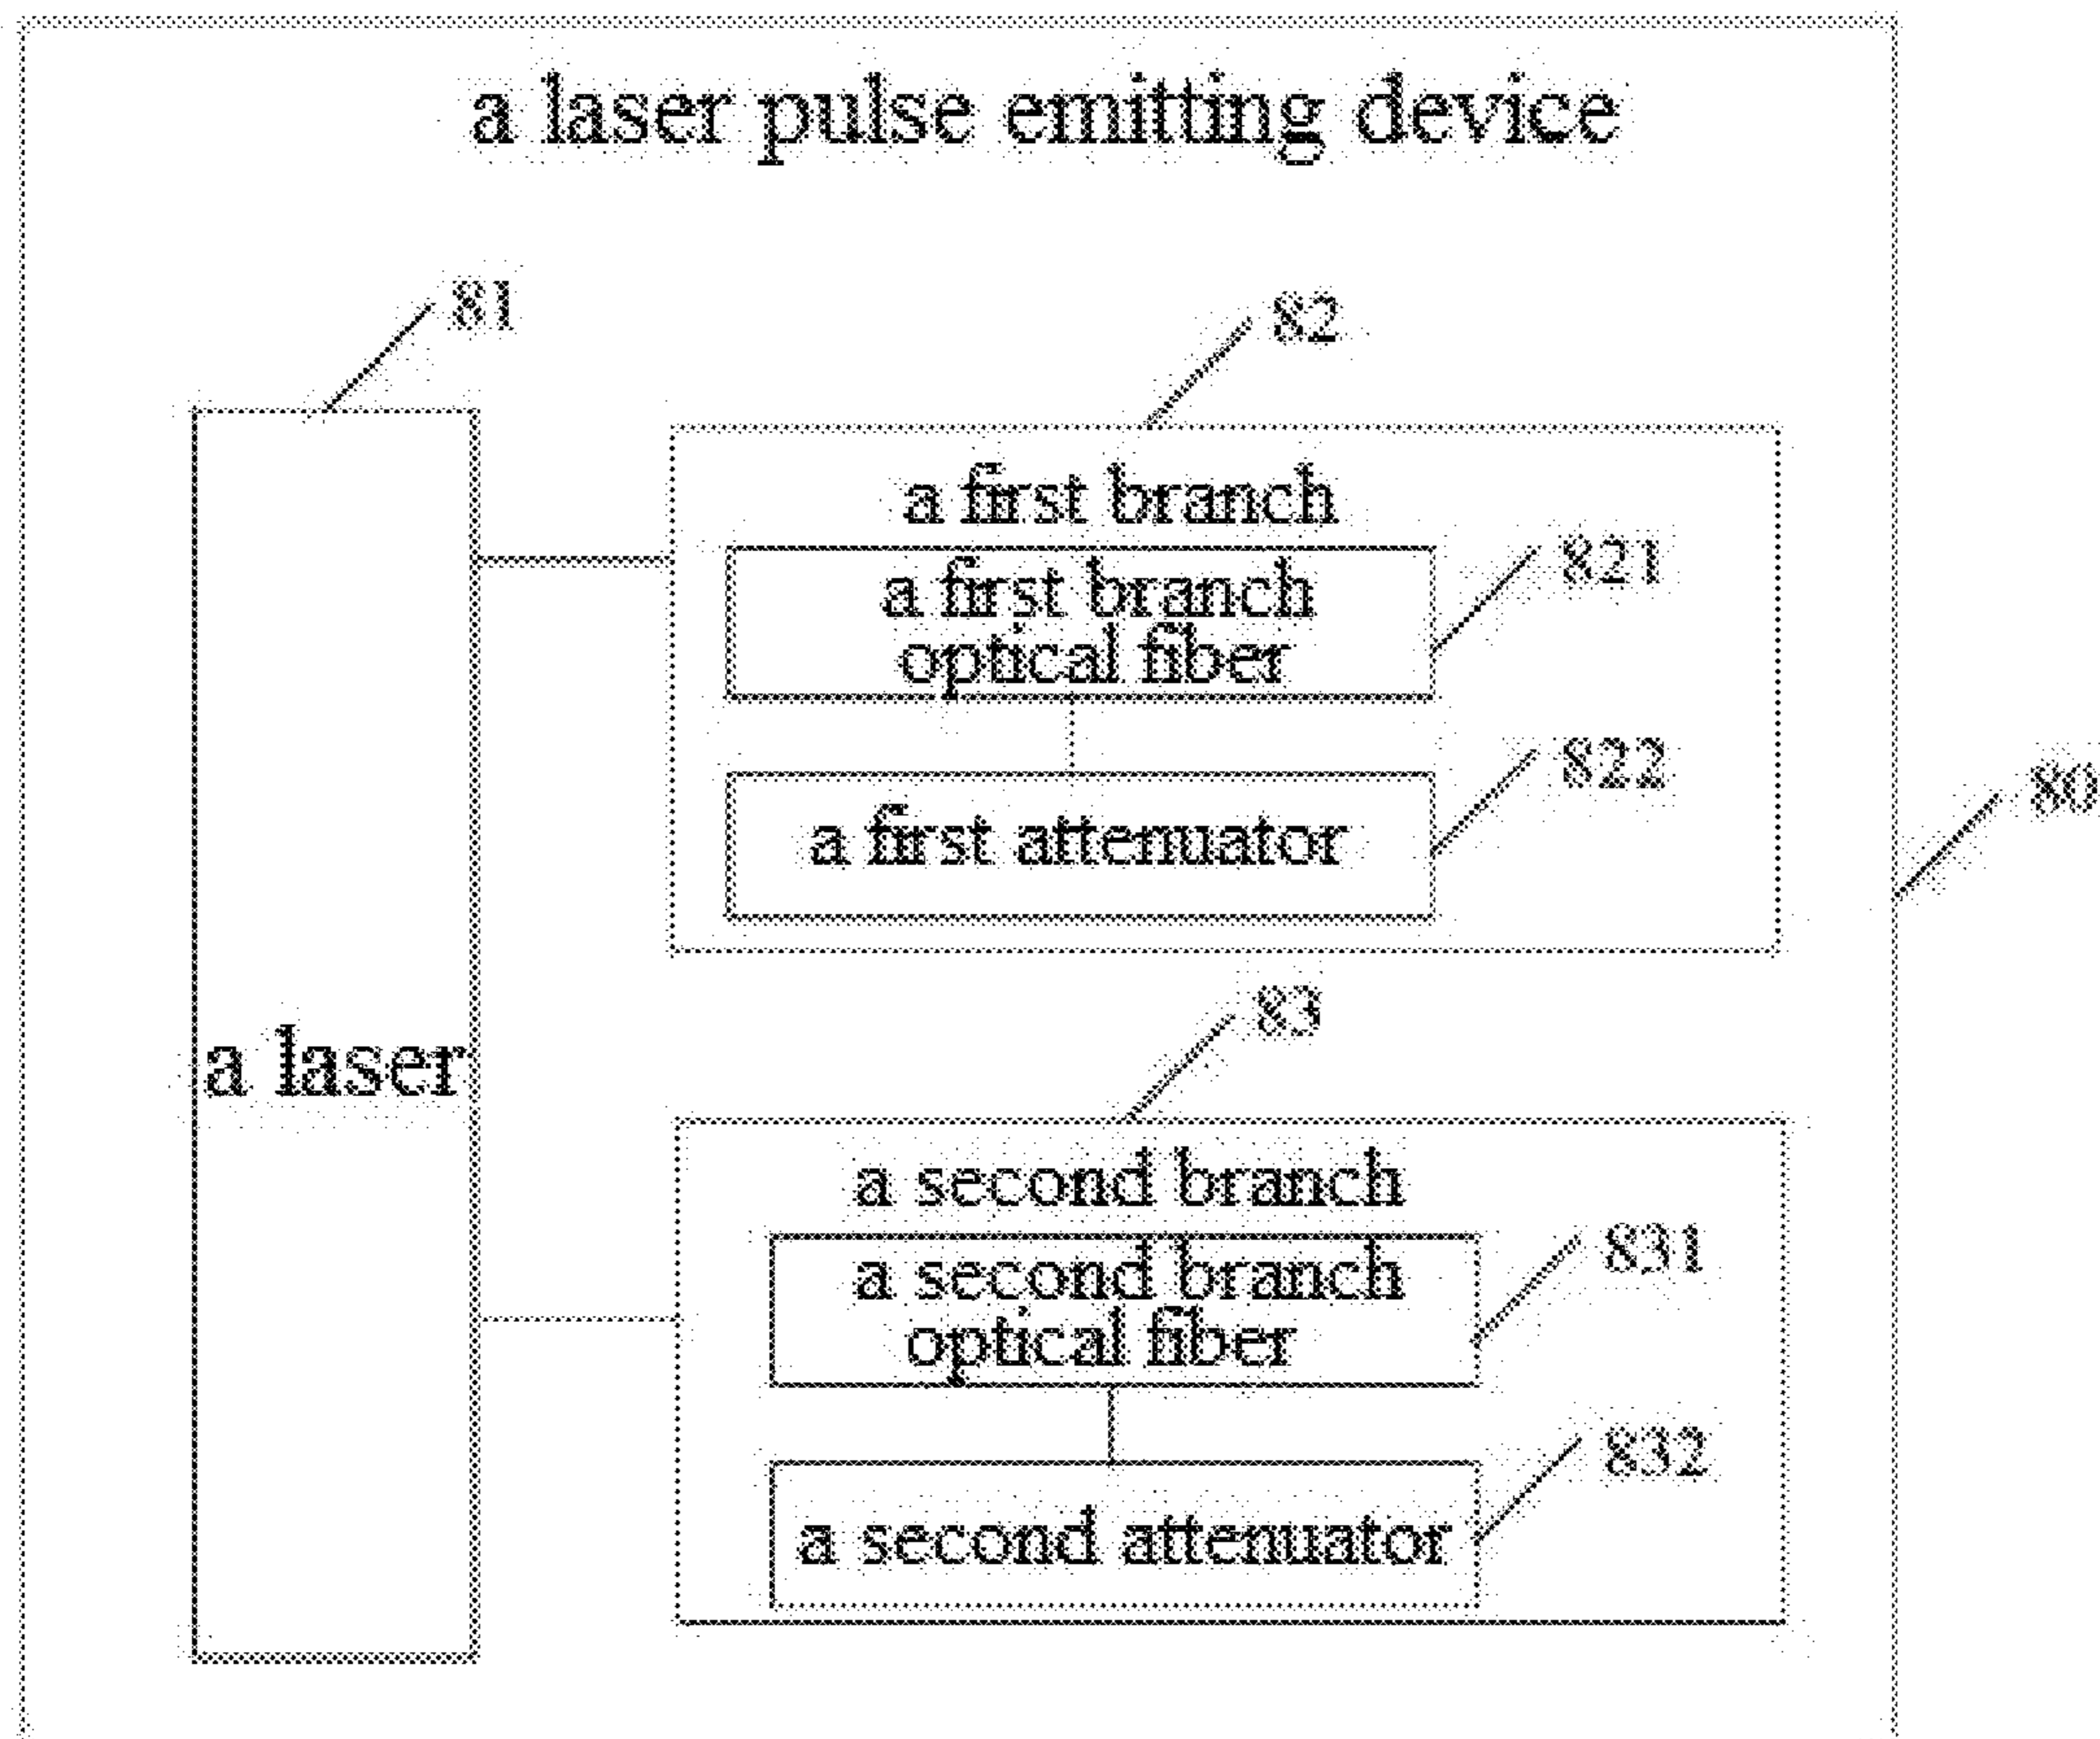 a laser pulse emitting device
81
82
a first branch
a first branch
optical fiber
821
a first attenuator
822
80
a laser
83
a second branch
a second branch
optical fiber
831
a second attenuator
832